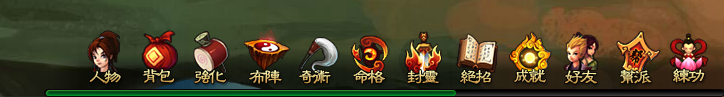 人物 背包 強化 布陣 奇術 命格 封靈 絕招 成就 好友 幫派 練功